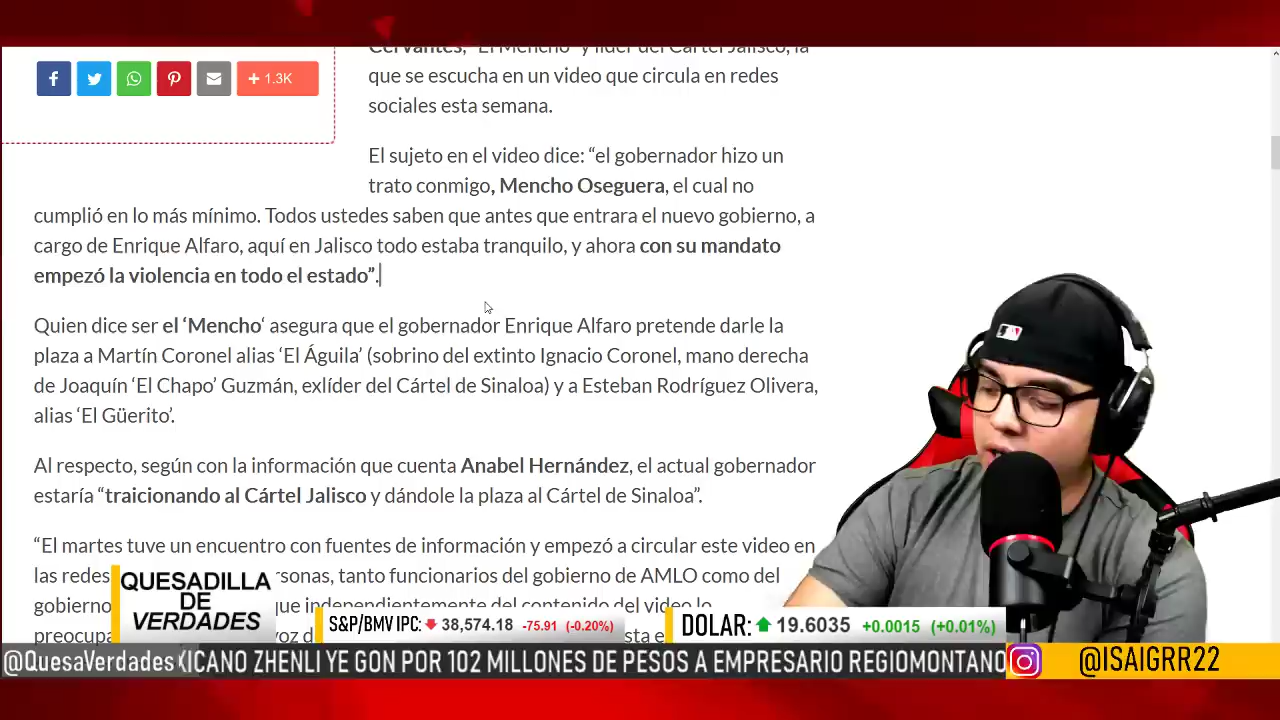 Cervantes, "El Mencho" y líder del Cártel Jalisco, la
que se escucha en un video que circula en redes
sociales esta semana.
+ 1.3K
El sujeto en el video dice: “el gobernador hizo un
trato conmigo, Mencho Oseguera, el cual no
cumplió en lo más mínimo. Todos ustedes saben que antes que entrara el nuevo gobierno, a
cargo de Enrique Alfaro, aquí en Jalisco todo estaba tranquilo, y ahora con su mandato
empezó la violencia en todo el estado”.
Quien dice ser el ‘Mencho‘ asegura que el gobernador Enrique Alfaro pretende darle la
plaza a Martín Coronel alias ‘El Águila’ (sobrino del extinto Ignacio Coronel, mano derecha
de Joaquín ‘El Chapo’ Guzmán, exlíder del Cártel de Sinaloa) y a Esteban Rodríguez Olivera,
alias ‘El Güerito’.
Al respecto, según con la información que cuenta Anabel Hernández, el actual gobernador
estaría “traicionando al Cártel Jalisco y dándole la plaza al Cártel de Sinaloa”.
“El martes tuve un encuentro con fuentes de información y empezó a circular este video en
las redes sonas, tanto funcionarios del gobierno de AMLO como del
gobierno que independientemente del contenido del video lo
preocupa
QUESADILLA
DE
VERDADES
S&P/BMV IPC: 38,574.18 -75.91 (-0.20%)
DOLAR: 19.6035 +0.0015 (+0.01%)
@QuesaVerdades XICANO ZHENLI YE GON POR 102 MILLONES DE PESOS A EMPRESARIO REGIOMONTANO
@ISAIGRR22